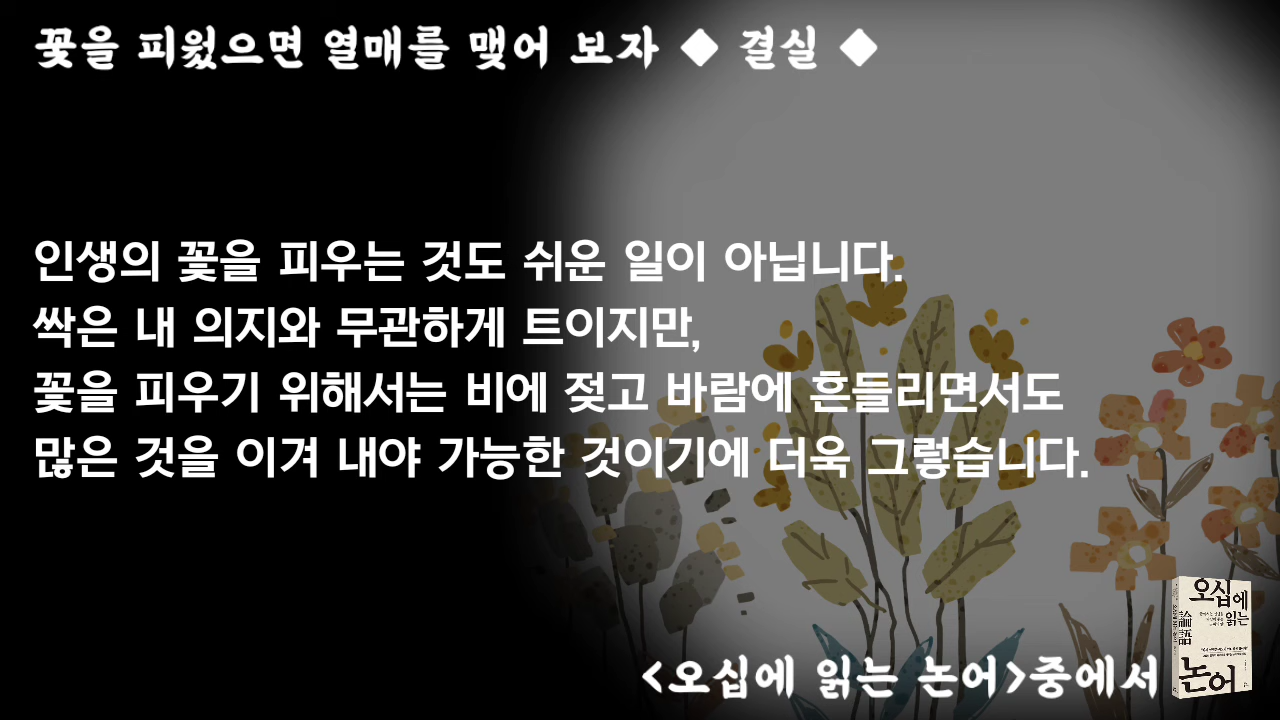 꽃을 피웠으면 열매를 맺어 보자 ◆ 결실 ◆
인생의 꽃을 피우는 것도 쉬운 일이 아닙니다.
싹은 내 의지와 무관하게 트이지만,
꽃을 피우기 위해서는 비에 젖고 바람에 흔들리면서도
많은 것을 이겨 내야 가능한 것이기에 더욱 그렇습니다.
<오십에 읽는 논어>중에서
오십에
읽는
논어